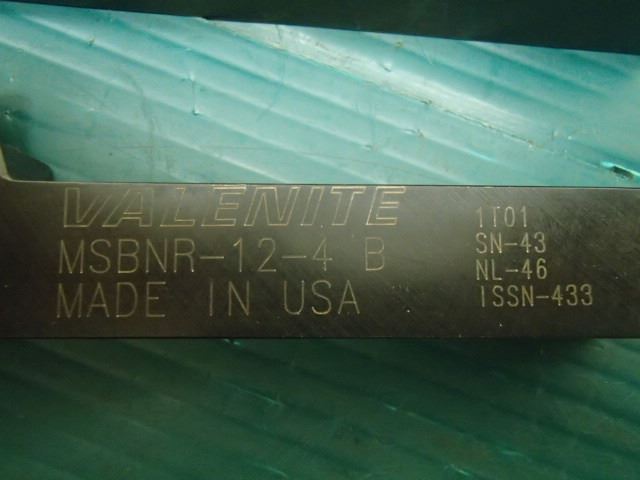 VALENITE
MSBNR-12-4 B
MADE IN USA
1T01
SN-43
NL-46
ISSN-433